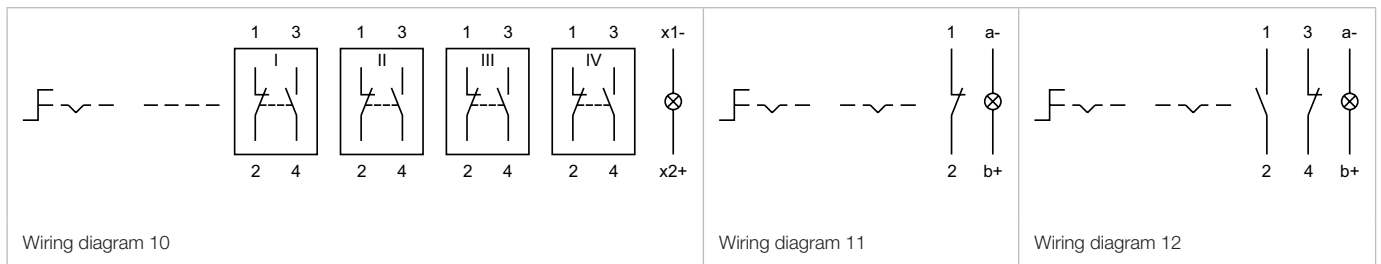 1 3 1 3 1 3 1 3 x1- 1 a- 1 3 a-
I II III IV
2 4 2 4 2 4 2 4 x2+ 2 b+ 2 4 b+
Wiring diagram 10 Wiring diagram 11 Wiring diagram 12